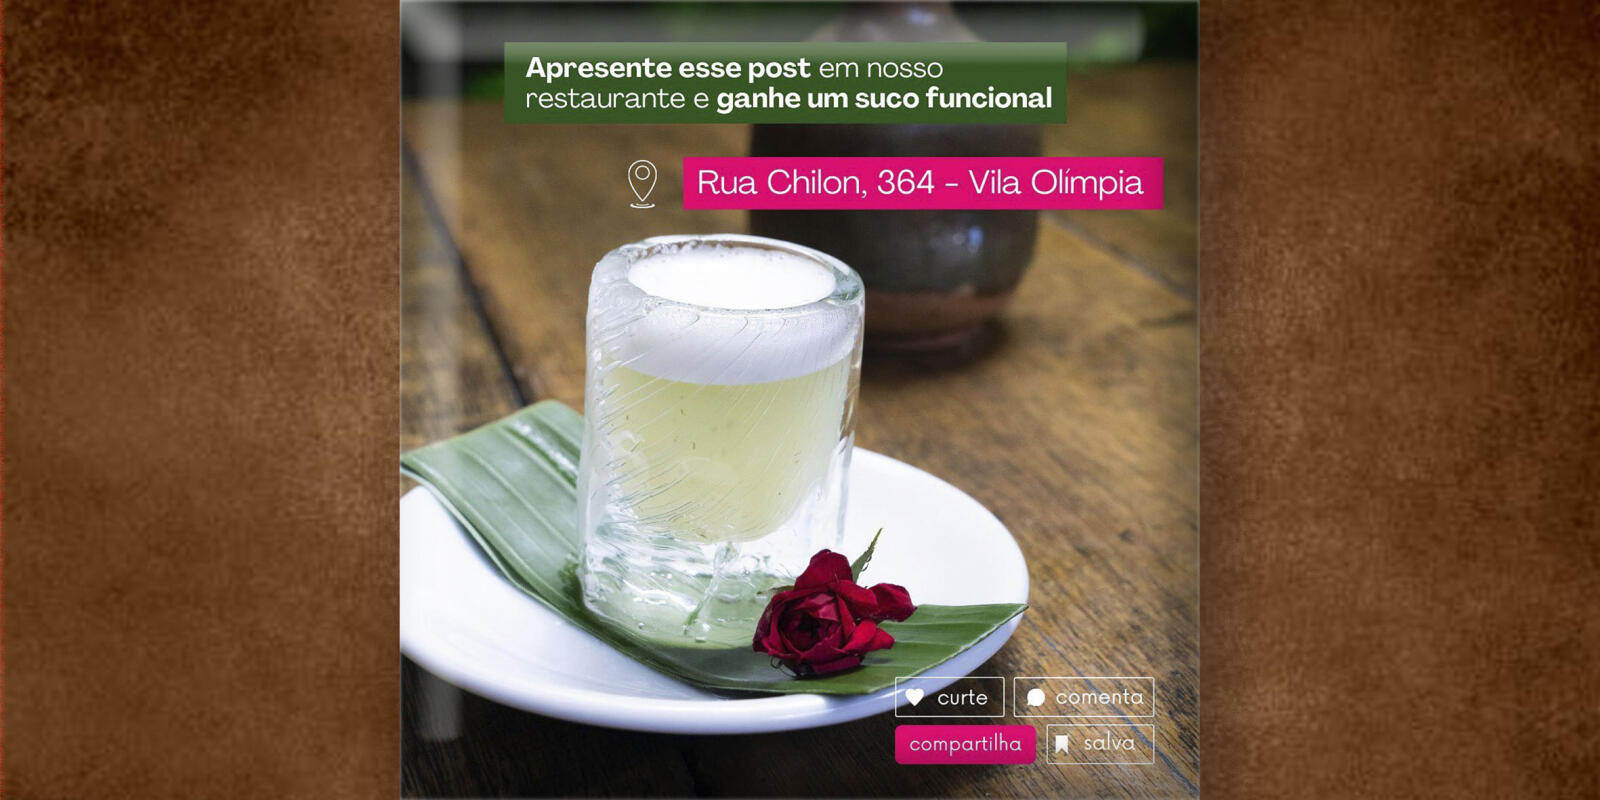 Apresente esse post em nosso
restaurante e ganhe um suco funcional
Rua Chilon, 364 - Vila Olímpia
curte
comenta
compartilha
salva